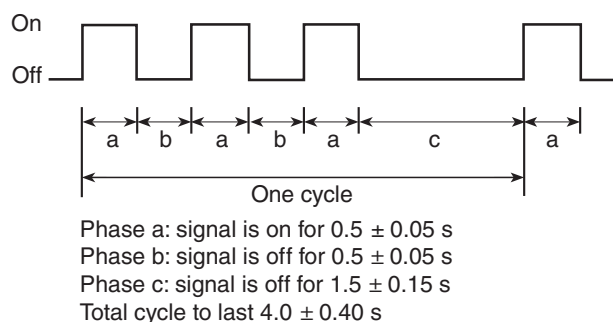 On
Off
a b a b a c a
One cycle
Phase a: signal is on for 0.5 ± 0.05 s
Phase b: signal is off for 0.5 ± 0.05 s
Phase c: signal is off for 1.5 ± 0.15 s
Total cycle to last 4.0 ± 0.40 s